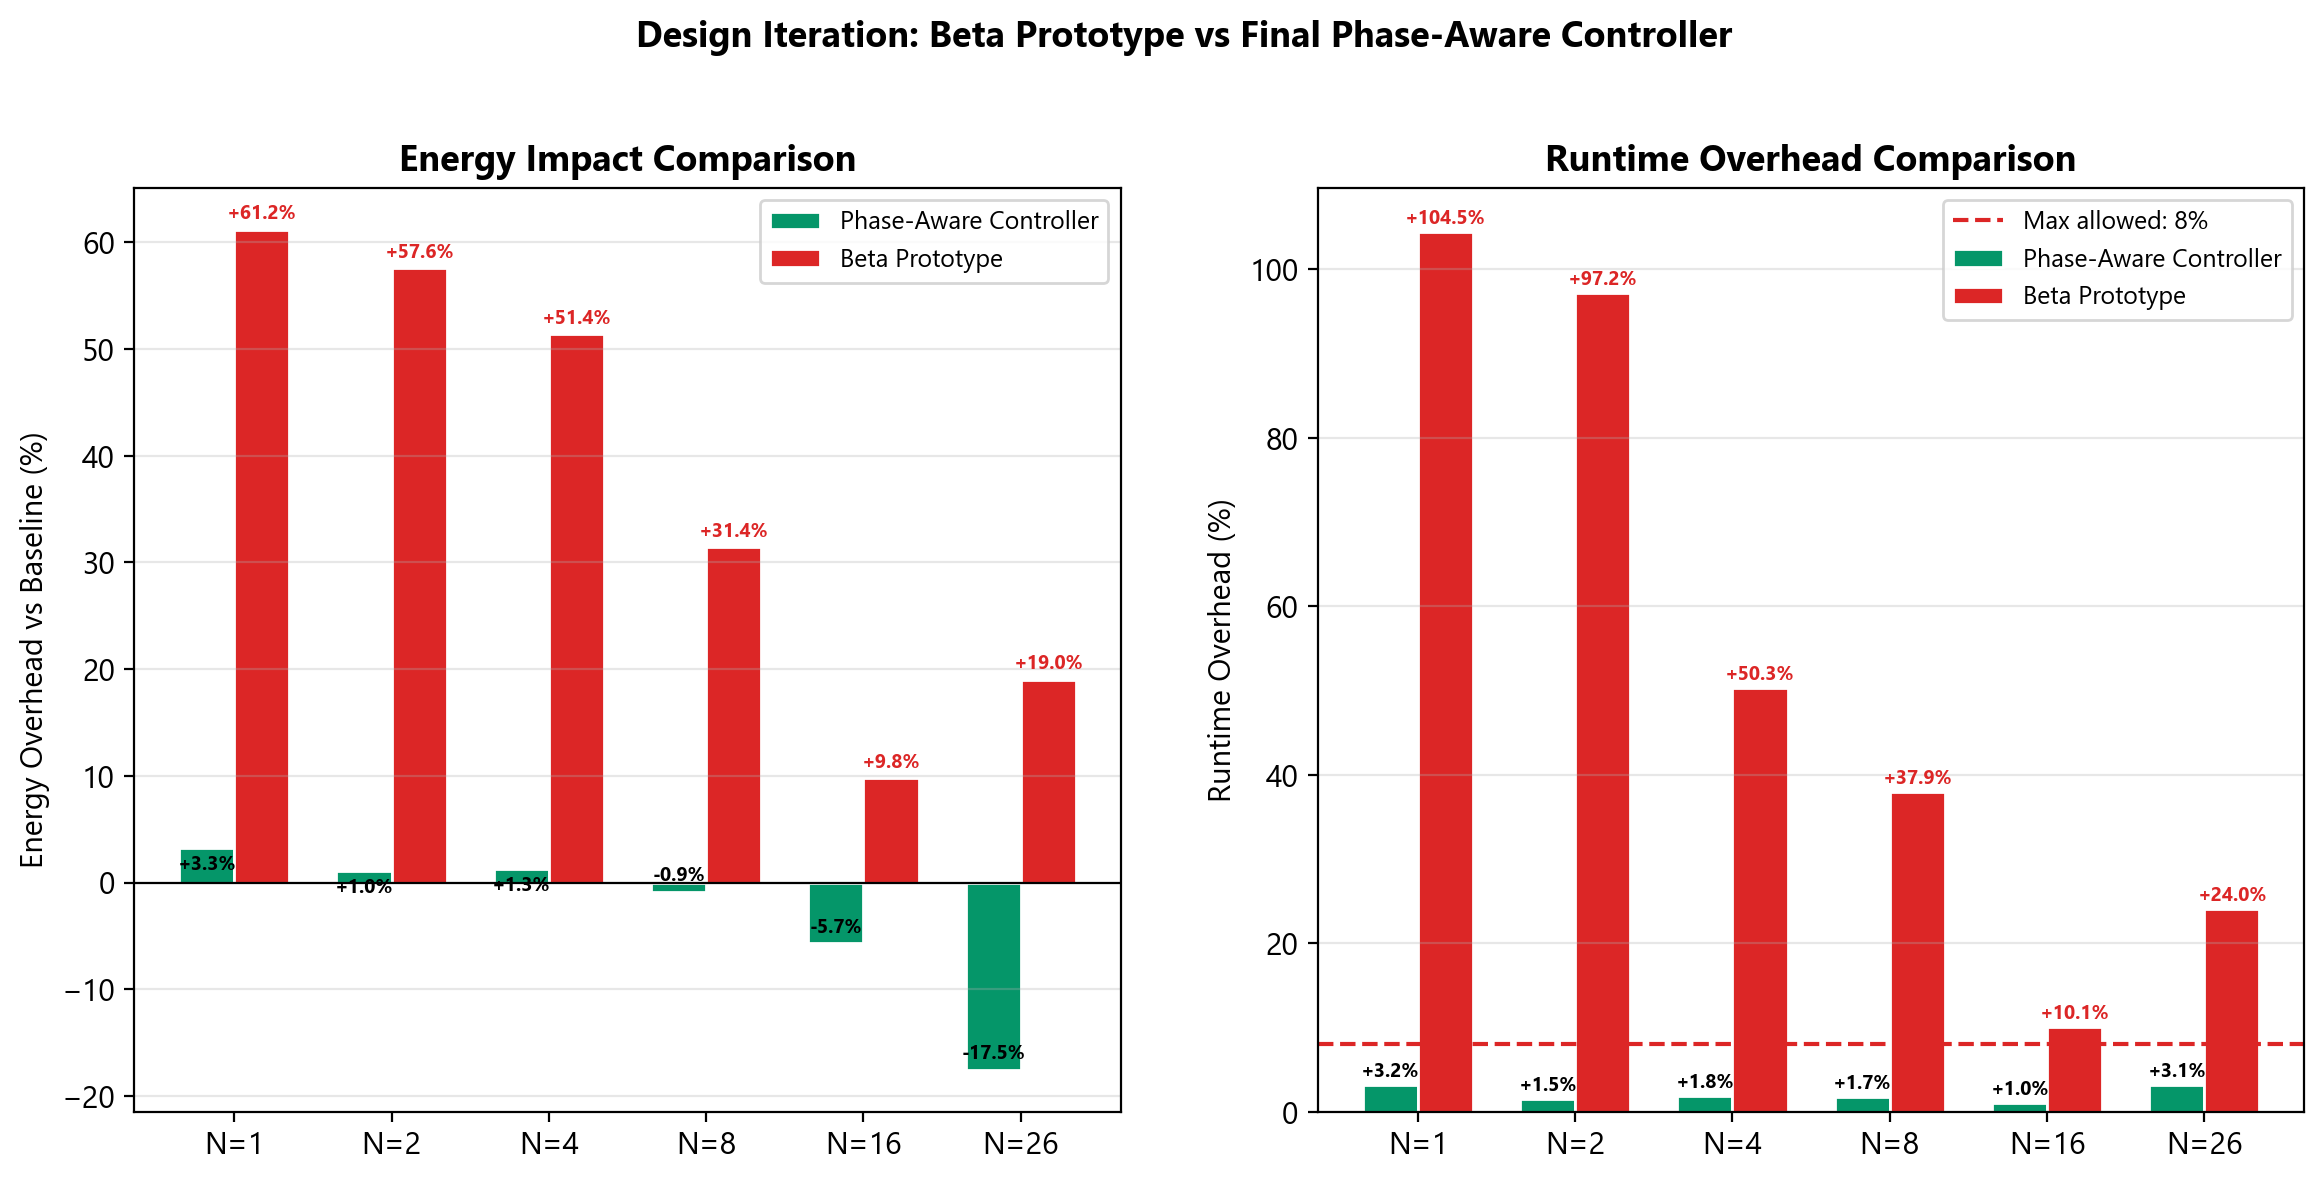 Design Iteration: Beta Prototype vs Final Phase-Aware Controller
Energy Impact Comparison
Energy Overhead vs Baseline (%)
60
50
40
30
20
10
0
−10
−20
+61.2%
+57.6%
+51.4%
+31.4%
+9.8%
+19.0%
+3.3%
+1.0%
+1.3%
-0.9%
-5.7%
-17.5%
Phase-Aware Controller
Beta Prototype
N=1
N=2
N=4
N=8
N=16
N=26
Runtime Overhead Comparison
Runtime Overhead (%)
100
80
60
40
20
0
+104.5%
+97.2%
+50.3%
+37.9%
+10.1%
+24.0%
+3.2%
+1.5%
+1.8%
+1.7%
+1.0%
+3.1%
Max allowed: 8%
Phase-Aware Controller
Beta Prototype
N=1
N=2
N=4
N=8
N=16
N=26